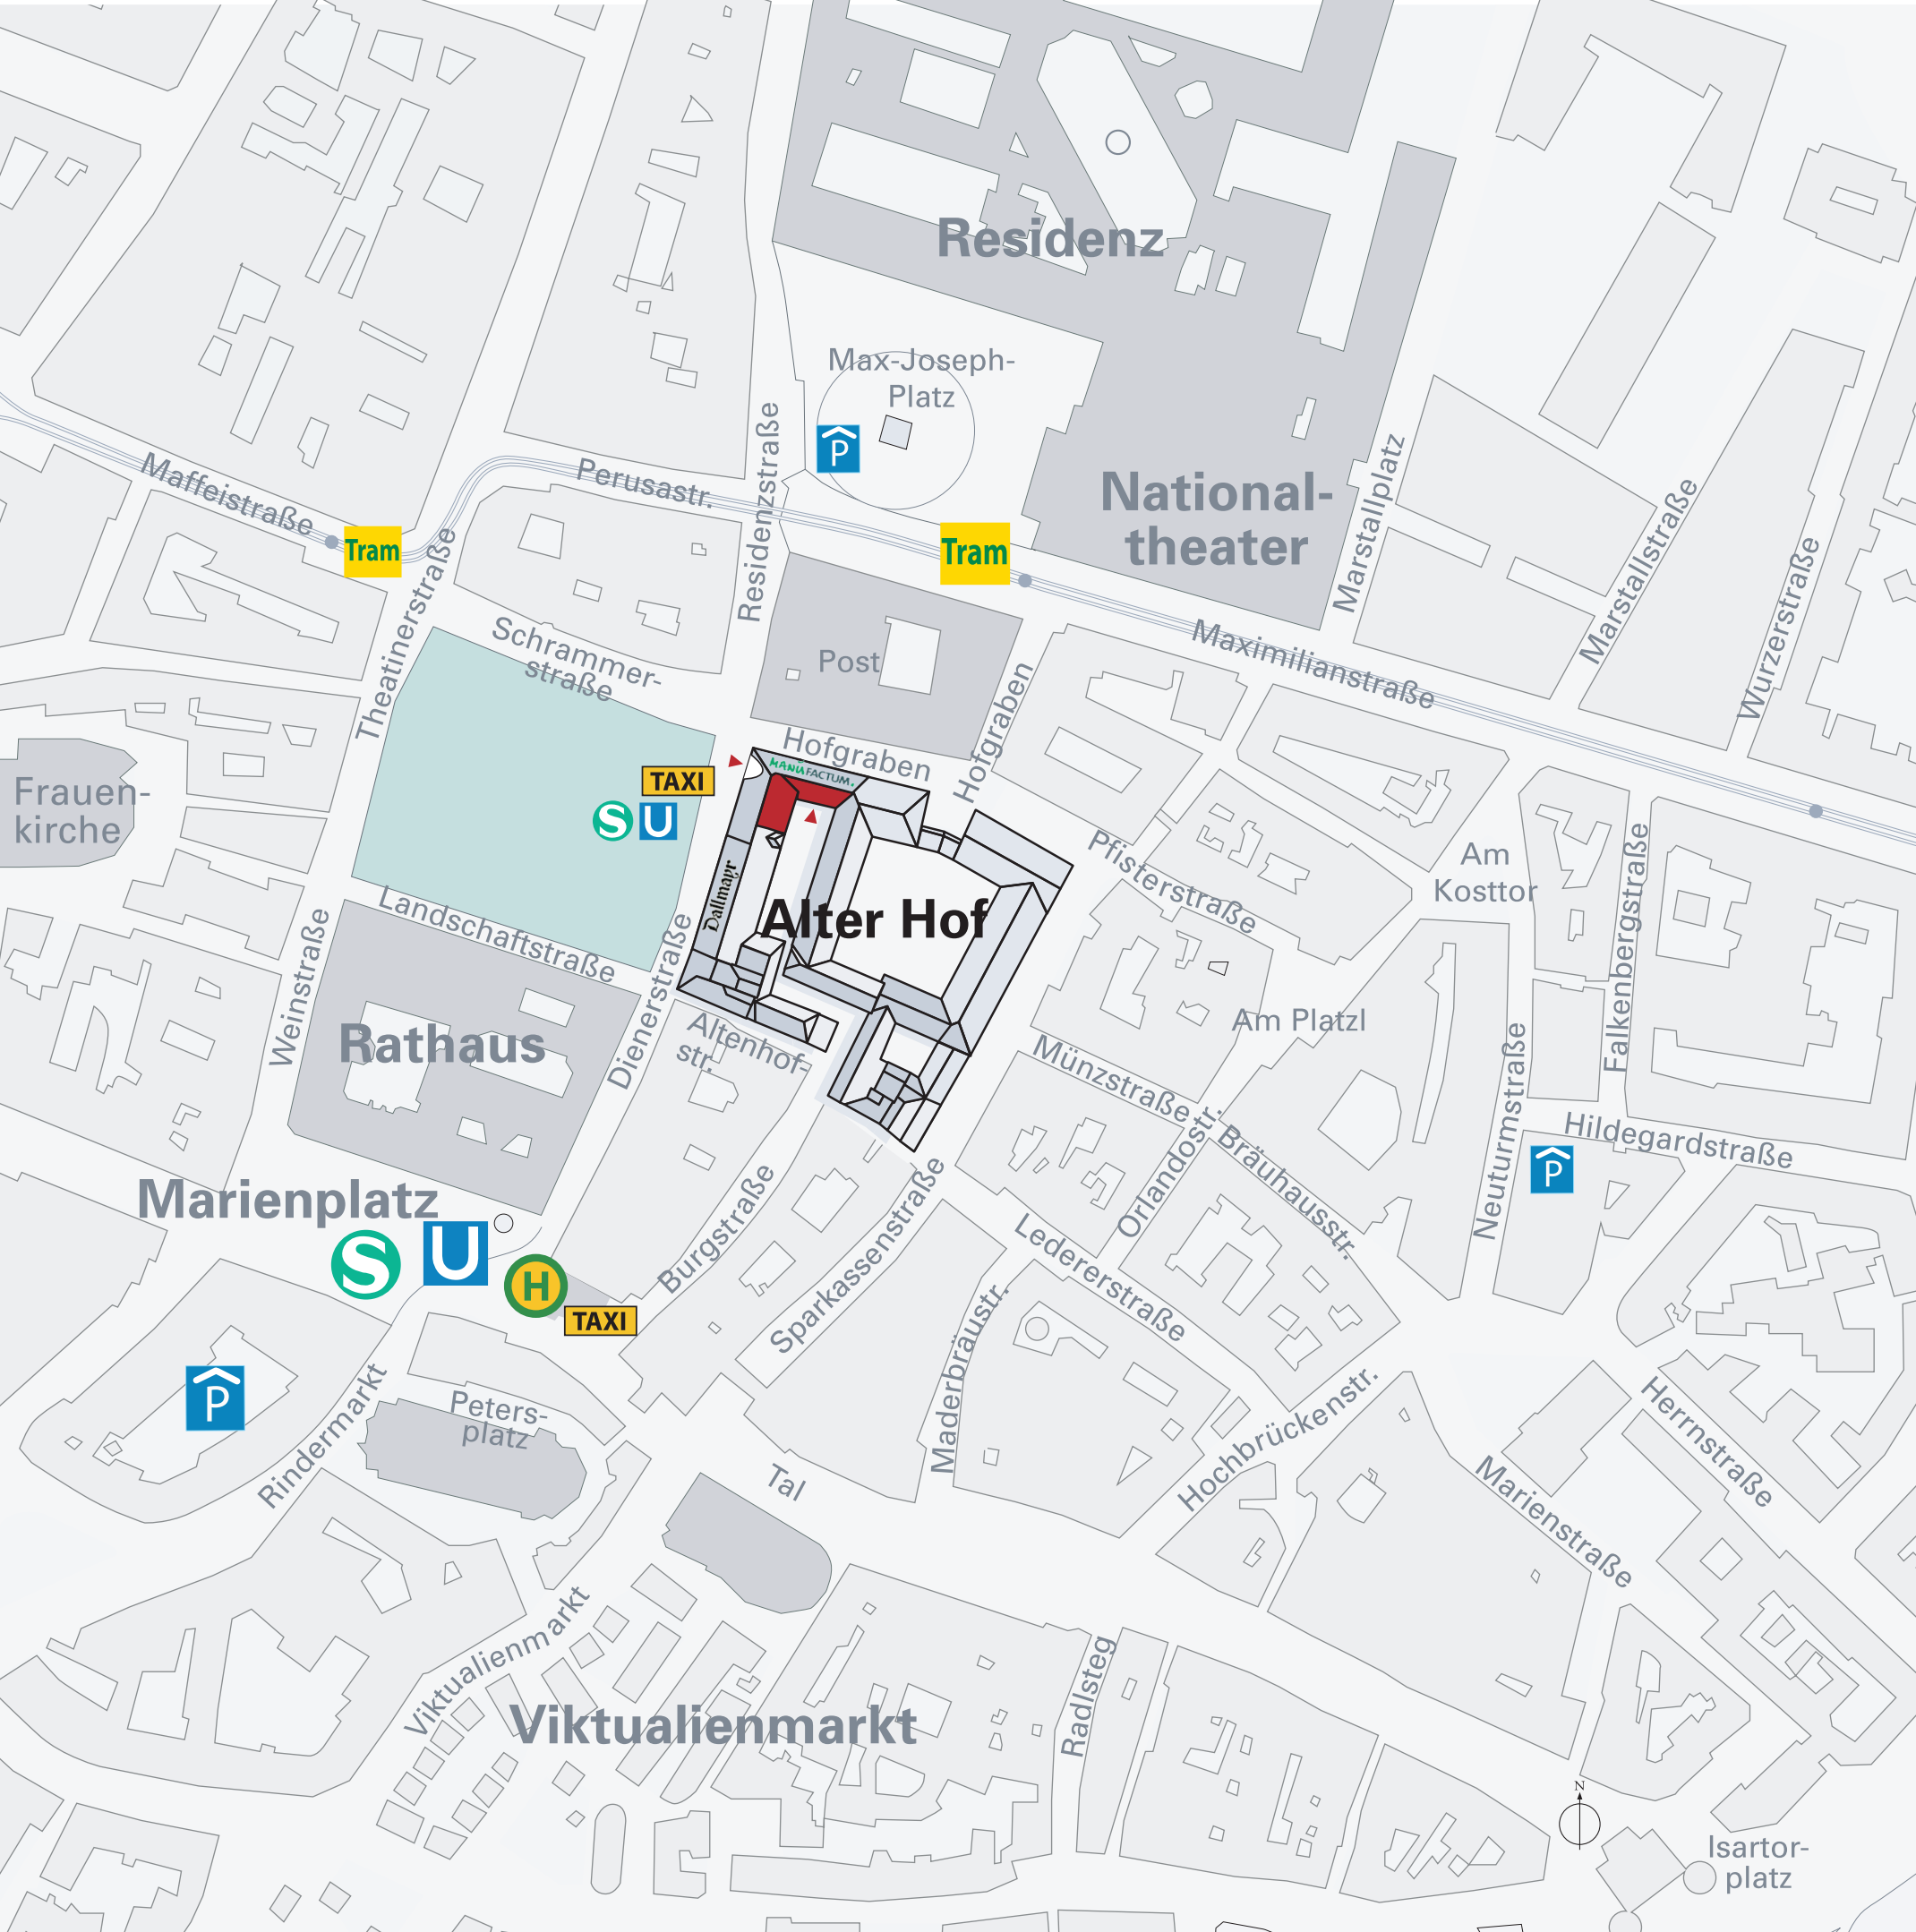 Residenz
Max-Joseph-
Platz
P
Residenzstraße
Maffeistraße
Perusastr.
Tram
Tram
National-
theater
Marstallplatz
Marstallstraße
Wurzerstraße
Maximilianstraße
Theatinerstraße
Schrammer-
straße
Post
Hofgraben
Hofgraben
MANUFACTUM.
TAXI
S U
Frauen-
kirche
Dallmayr
Alter Hof
Pfisterstraße
Am
Kosttor
Falkenbergstraße
Landschaftstraße
Weinstraße
Dienerstraße
Rathaus
Altenhof-
str.
Am Platzl
Münzstraße
Neuturmstraße
Hildegardstraße
P
Orlandostr.
Bräuhausstr.
Marienplatz
S U
H
TAXI
Burgstraße
Sparkassenstraße
Ledererstraße
Maderbräustr.
Hochbrückenstr.
P
Rindermarkt
Peters-
platz
Tal
Herrnstraße
Marienstraße
Viktualienmarkt
Viktualienmarkt
Radlsteg
N
Isartor-
platz